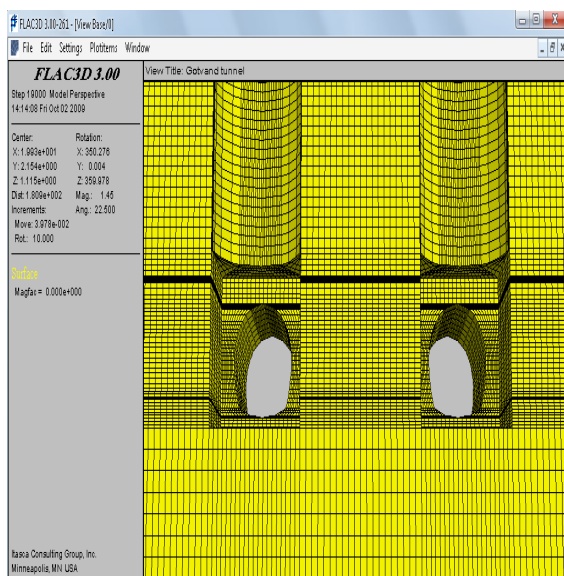 FLAC3D 3.00-261 - [View Base/0]
File Edit Settings Plotitems Window
FLAC3D 3.00
Step 19000 Model Perspective
14:14:08 Fri Oct 02 2009
Center: Rotation:
X: 1.993e+001 X: 350.276
Y: 2.154e+000 Y: 0.004
Z: 1.115e+000 Z: 359.978
Dist: 1.809e+002 Mag.: 1.45
Increments: Ang.: 22.500
Move: 3.978e-002
Rot.: 10.000
Surface
Magfac = 0.000e+000
Itasca Consulting Group, Inc.
Minneapolis, MN USA
View Title: Gotvand tunnel